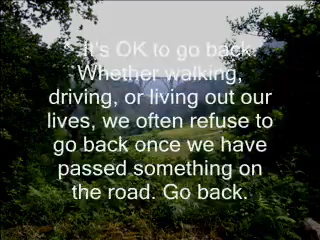 It's OK to go back.
Whether walking,
driving, or living out our
lives, we often refuse to
go back once we have
passed something on
the road. Go back.